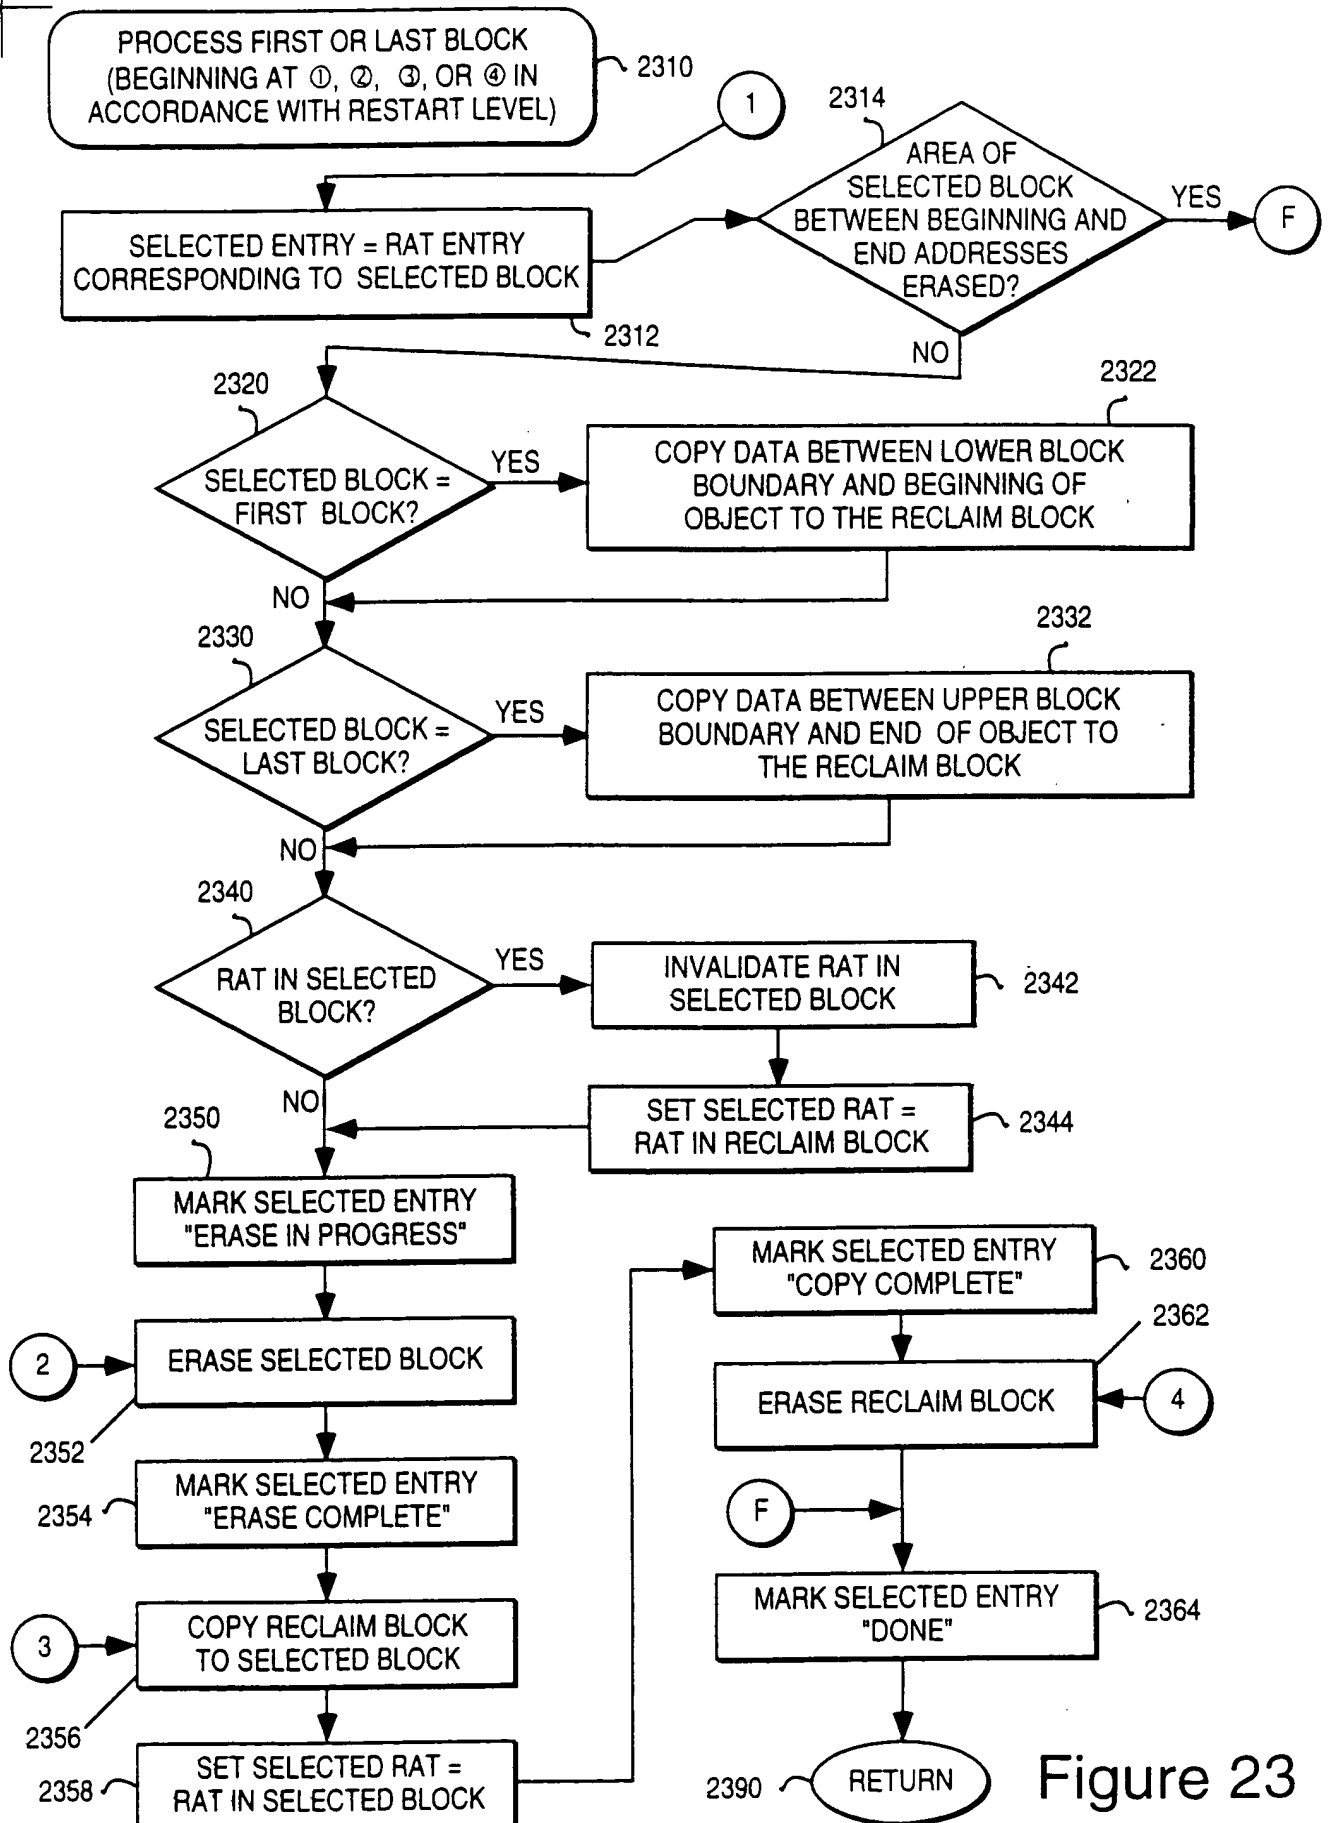 PROCESS FIRST OR LAST BLOCK
(BEGINNING AT ①, ②, ③, OR ④ IN
ACCORDANCE WITH RESTART LEVEL)
2310
1
2314
AREA OF
SELECTED BLOCK
BETWEEN BEGINNING AND
END ADDRESSES
ERASED?
YES
F
SELECTED ENTRY = RAT ENTRY
CORRESPONDING TO SELECTED BLOCK
2312
NO
2320
SELECTED BLOCK =
FIRST BLOCK?
YES
2322
COPY DATA BETWEEN LOWER BLOCK
BOUNDARY AND BEGINNING OF
OBJECT TO THE RECLAIM BLOCK
NO
2330
SELECTED BLOCK =
LAST BLOCK?
YES
2332
COPY DATA BETWEEN UPPER BLOCK
BOUNDARY AND END OF OBJECT TO
THE RECLAIM BLOCK
NO
2340
RAT IN SELECTED
BLOCK?
YES
INVALIDATE RAT IN
SELECTED BLOCK
2342
NO
SET SELECTED RAT =
RAT IN RECLAIM BLOCK
2344
2350
MARK SELECTED ENTRY
"ERASE IN PROGRESS"
2
ERASE SELECTED BLOCK
2352
MARK SELECTED ENTRY
"ERASE COMPLETE"
2354
3
COPY RECLAIM BLOCK
TO SELECTED BLOCK
2356
SET SELECTED RAT =
RAT IN SELECTED BLOCK
2358
MARK SELECTED ENTRY
"COPY COMPLETE"
2360
2362
ERASE RECLAIM BLOCK
4
F
MARK SELECTED ENTRY
"DONE"
2364
RETURN
2390
Figure 23